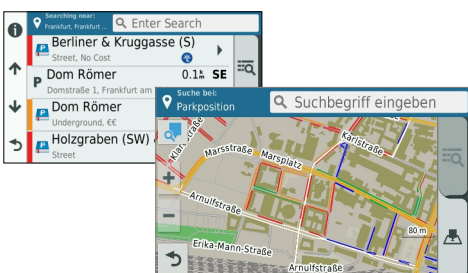 Searching near:
Frankfurt, Frankfurt ...
Enter Search
Berliner & Kruggasse (S)
Street, No Cost
P Dom Römer 0.1 SE
Domstraße 1, Frankfurt am
Dom Römer
Underground, €€
Holzgraben (SW)
Street
Suche bei:
Parkposition
Suchbegriff eingeben
Karlstraße
Marsstraße
Marsplatz
Arnulfstraße
80 m
Erika-Mann-Straße
Arnulfstraße